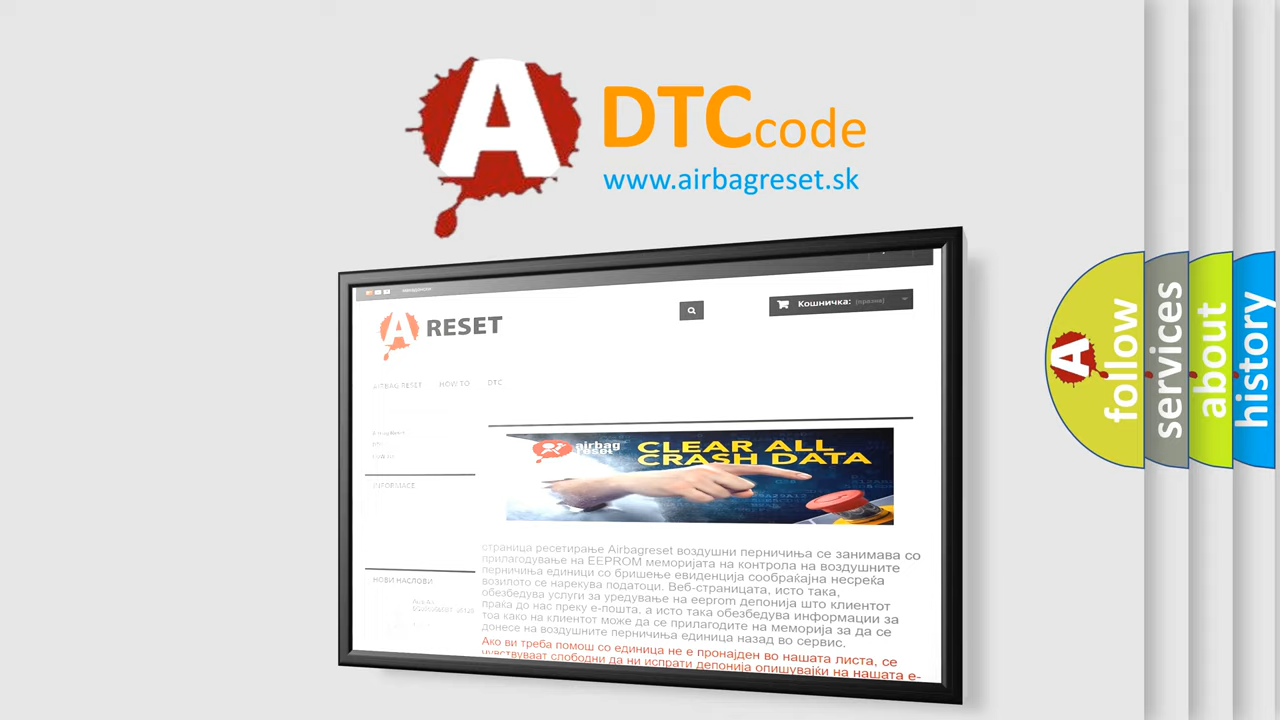 A
DTC code
www.airbagreset.sk
Кошничка: (празна)
A RESET
AIRBAG RESET HOW TO DTC
airbag
reset
CLEAR ALL
CRASH DATA
INFORMACE
страница ресетирање Airbagreset воздушни перничиња се занимава со
прилагодување на EEPROM меморијата на контрола на воздушните
перничиња единици со бришење евиденција сообраќајна несреќа
возилото се нарекува податоци. Веб-страницата, исто така,
обезбедува услуги за уредување на eeprom депонија што клиентот
праќа до нас преку е-пошта, а исто така обезбедува информации за
тоа како на клиентот може да се прилагодите на меморија за да се
донесе на воздушните перничиња единица назад во сервис.
Ако ви треба помош со единица не е пронајден во нашата листа, се
чувствуваат слободни да ни испрати депонија опишувајќи на нашата е-
НОВИ НАСЛОВИ
A
follow
services
about
history